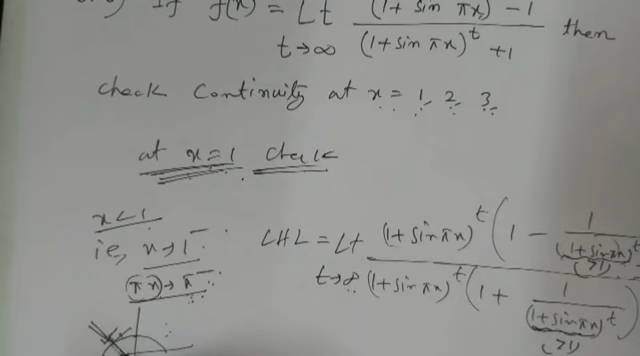 If f(x) = Lt t→∞ (1+ sin πx) - 1 / (1+sin πx)^t + 1 then
check continuity at x = 1, 2, 3
at x=1 check
x<1
ie, x→1⁻
πx → π⁻
LHL = Lt t→∞ (1+sin πx)^t (1 - 1/(1+sin πx)^t) / (1+sin πx)^t (1 + 1/(1+sin πx)^t)
(>1)
(>1)